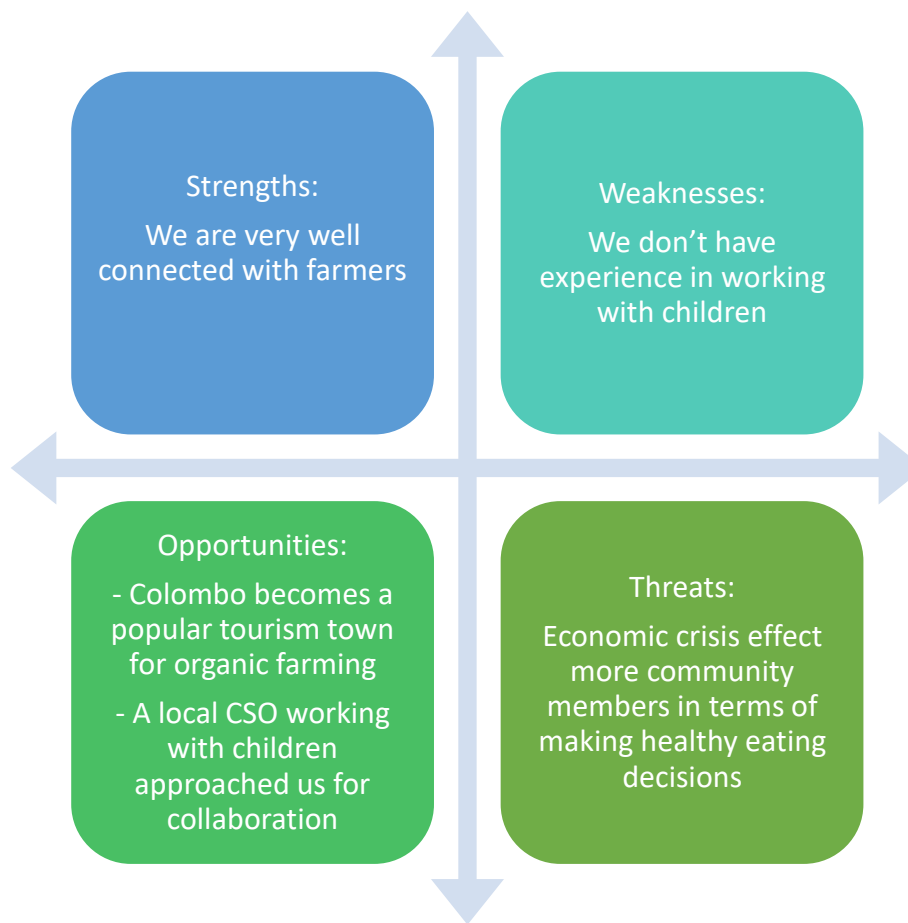 Strengths:
We are very well
connected with farmers
Weaknesses:
We don’t have
experience in working
with children
Opportunities:
- Colombo becomes a
popular tourism town
for organic farming
- A local CSO working
with children
approached us for
collaboration
Threats:
Economic crisis effect
more community
members in terms of
making healthy eating
decisions